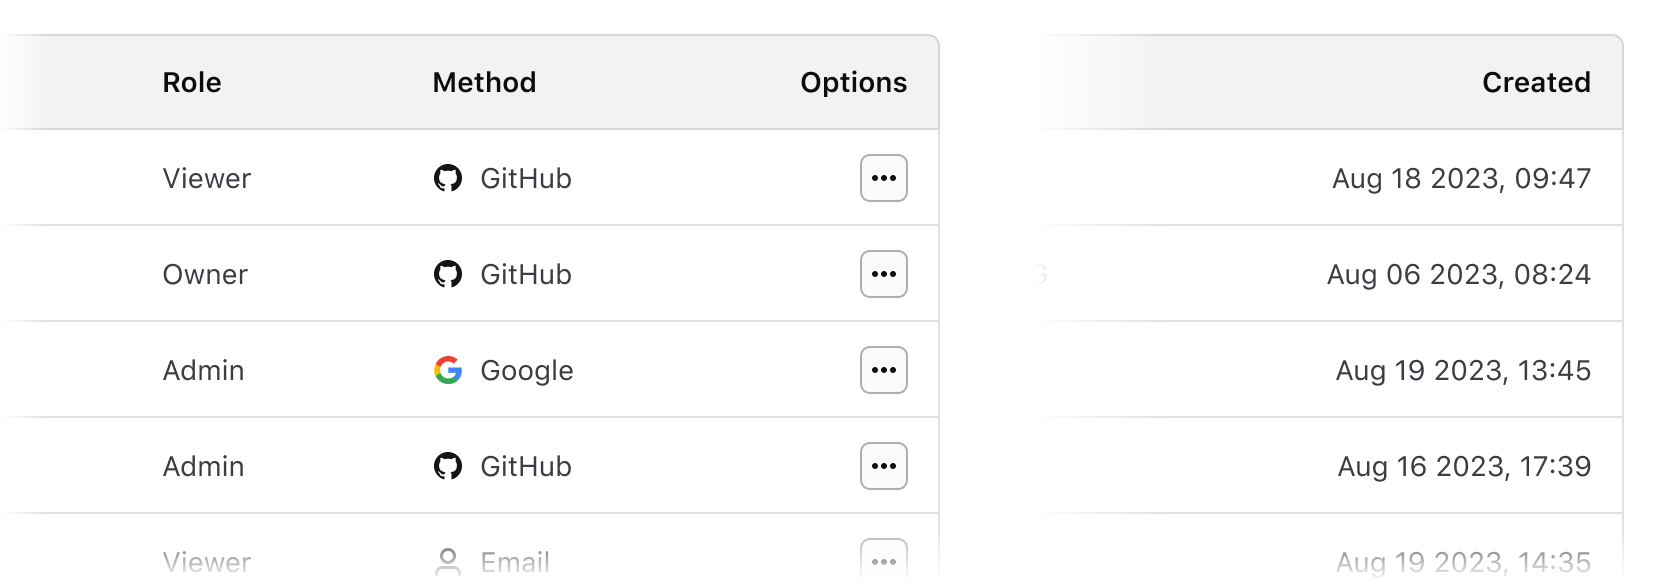 Role Method Options Created
Viewer GitHub Aug 18 2023, 09:47
Owner GitHub G Aug 06 2023, 08:24
Admin Google Aug 19 2023, 13:45
Admin GitHub Aug 16 2023, 17:39
Viewer Email Aug 19 2023, 14:35